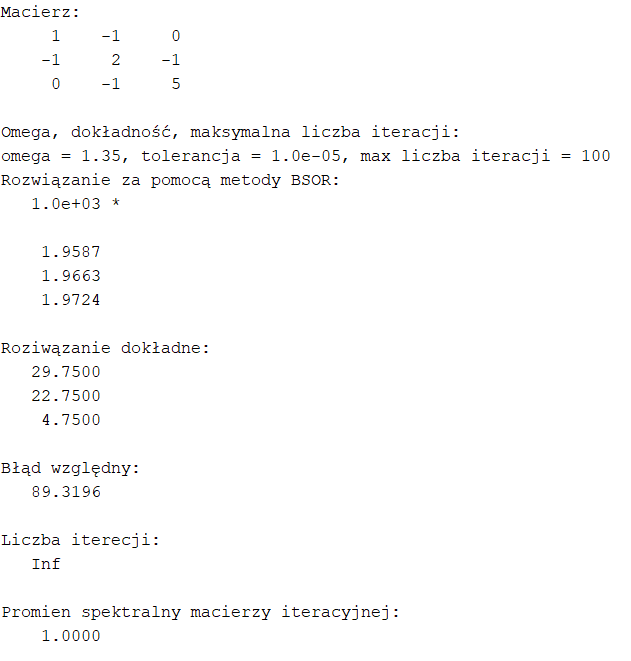 Macierz:
1 -1 0
-1 2 -1
0 -1 5
Omega, dokładność, maksymalna liczba iteracji:
omega = 1.35, tolerancja = 1.0e-05, max liczba iteracji = 100
Rozwiązanie za pomocą metody BSOR:
1.0e+03 *
1.9587
1.9663
1.9724
Roziwązanie dokładne:
29.7500
22.7500
4.7500
Błąd względny:
89.3196
Liczba iterecji:
Inf
Promien spektralny macierzy iteracyjnej:
1.0000